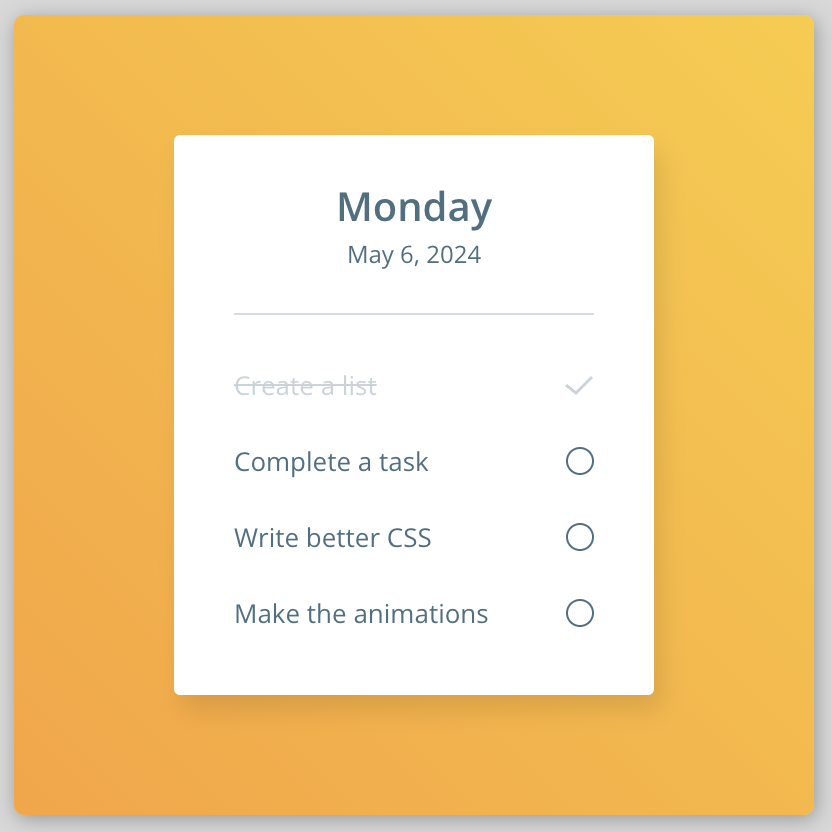 Monday
May 6, 2024
Create a list
Complete a task
Write better CSS
Make the animations